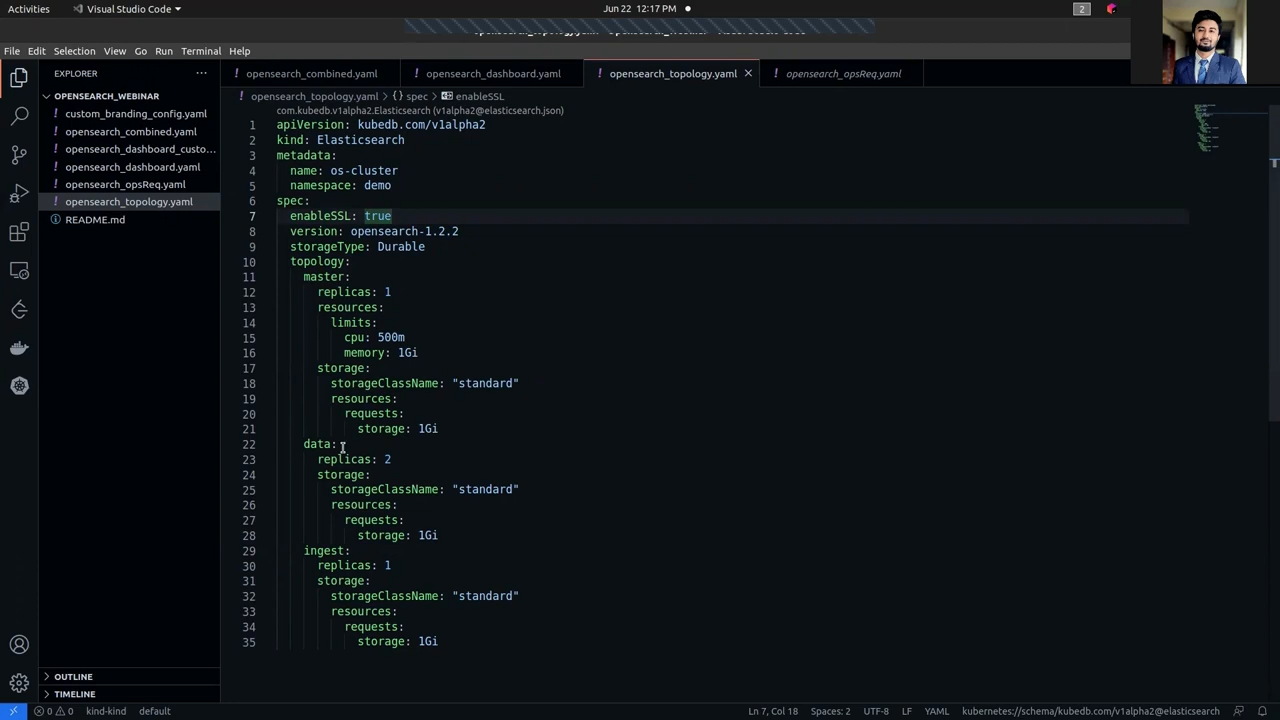 Activities
Visual Studio Code
Jun 22 12:17 PM
2
File Edit Selection View Go Run Terminal Help
EXPLORER
OPENSEARCH_WEBINAR
custom_branding_config.yaml
opensearch_combined.yaml
opensearch_dashboard_custo...
opensearch_dashboard.yaml
opensearch_opsReq.yaml
opensearch_topology.yaml
README.md
OUTLINE
TIMELINE
opensearch_combined.yaml opensearch_dashboard.yaml opensearch_topology.yaml opensearch_opsReq.yaml
opensearch_topology.yaml {} spec enableSSL
com.kubedb.v1alpha2.Elasticsearch (v1alpha2@elasticsearch.json)
1 apiVersion: kubedb.com/v1alpha2
2 kind: Elasticsearch
3 metadata:
4 name: os-cluster
5 namespace: demo
6 spec:
7 enableSSL: true
8 version: opensearch-1.2.2
9 storageType: Durable
10 topology:
11 master:
12 replicas: 1
13 resources:
14 limits:
15 cpu: 500m
16 memory: 1Gi
17 storage:
18 storageClassName: "standard"
19 resources:
20 requests:
21 storage: 1Gi
22 data:
23 replicas: 2
24 storage:
25 storageClassName: "standard"
26 resources:
27 requests:
28 storage: 1Gi
29 ingest:
30 replicas: 1
31 storage:
32 storageClassName: "standard"
33 resources:
34 requests:
35 storage: 1Gi
0 0 kind-kind default
Ln 7, Col 18 Spaces: 2 UTF-8 LF YAML kubernetes://schema/kubedb.com/v1alpha2@elasticsearch